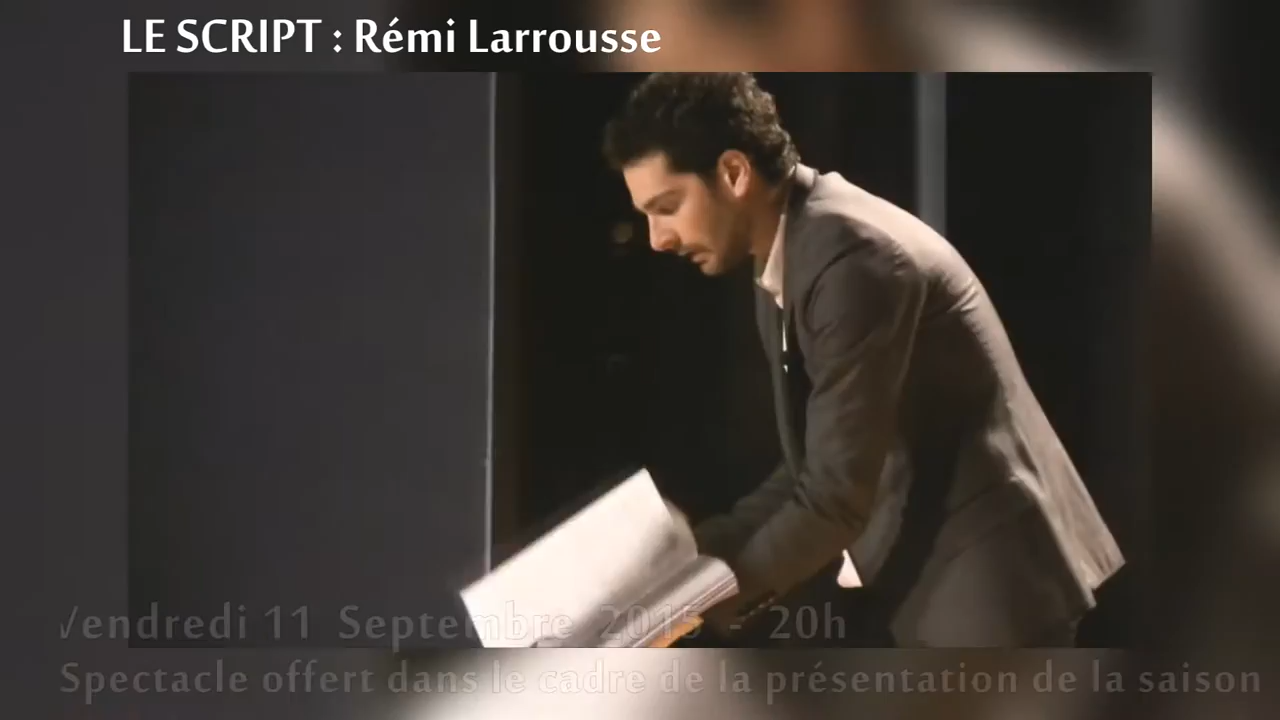 LE SCRIPT : Rémi Larrousse
Vendredi 11 Septembre 2015 - 20h
Spectacle offert dans le cadre de la présentation de la saison